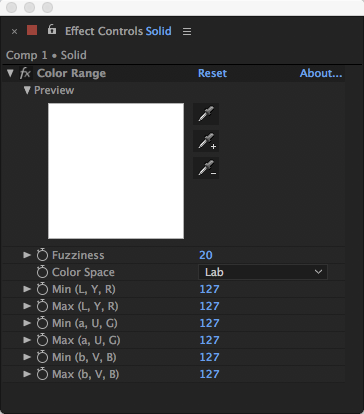 × Effect Controls Solid ≡
Comp 1 • Solid
fx Color Range Reset About...
Preview
Fuzziness 20
Color Space Lab
Min (L, Y, R) 127
Max (L, Y, R) 127
Min (a, U, G) 127
Max (a, U, G) 127
Min (b, V, B) 127
Max (b, V, B) 127